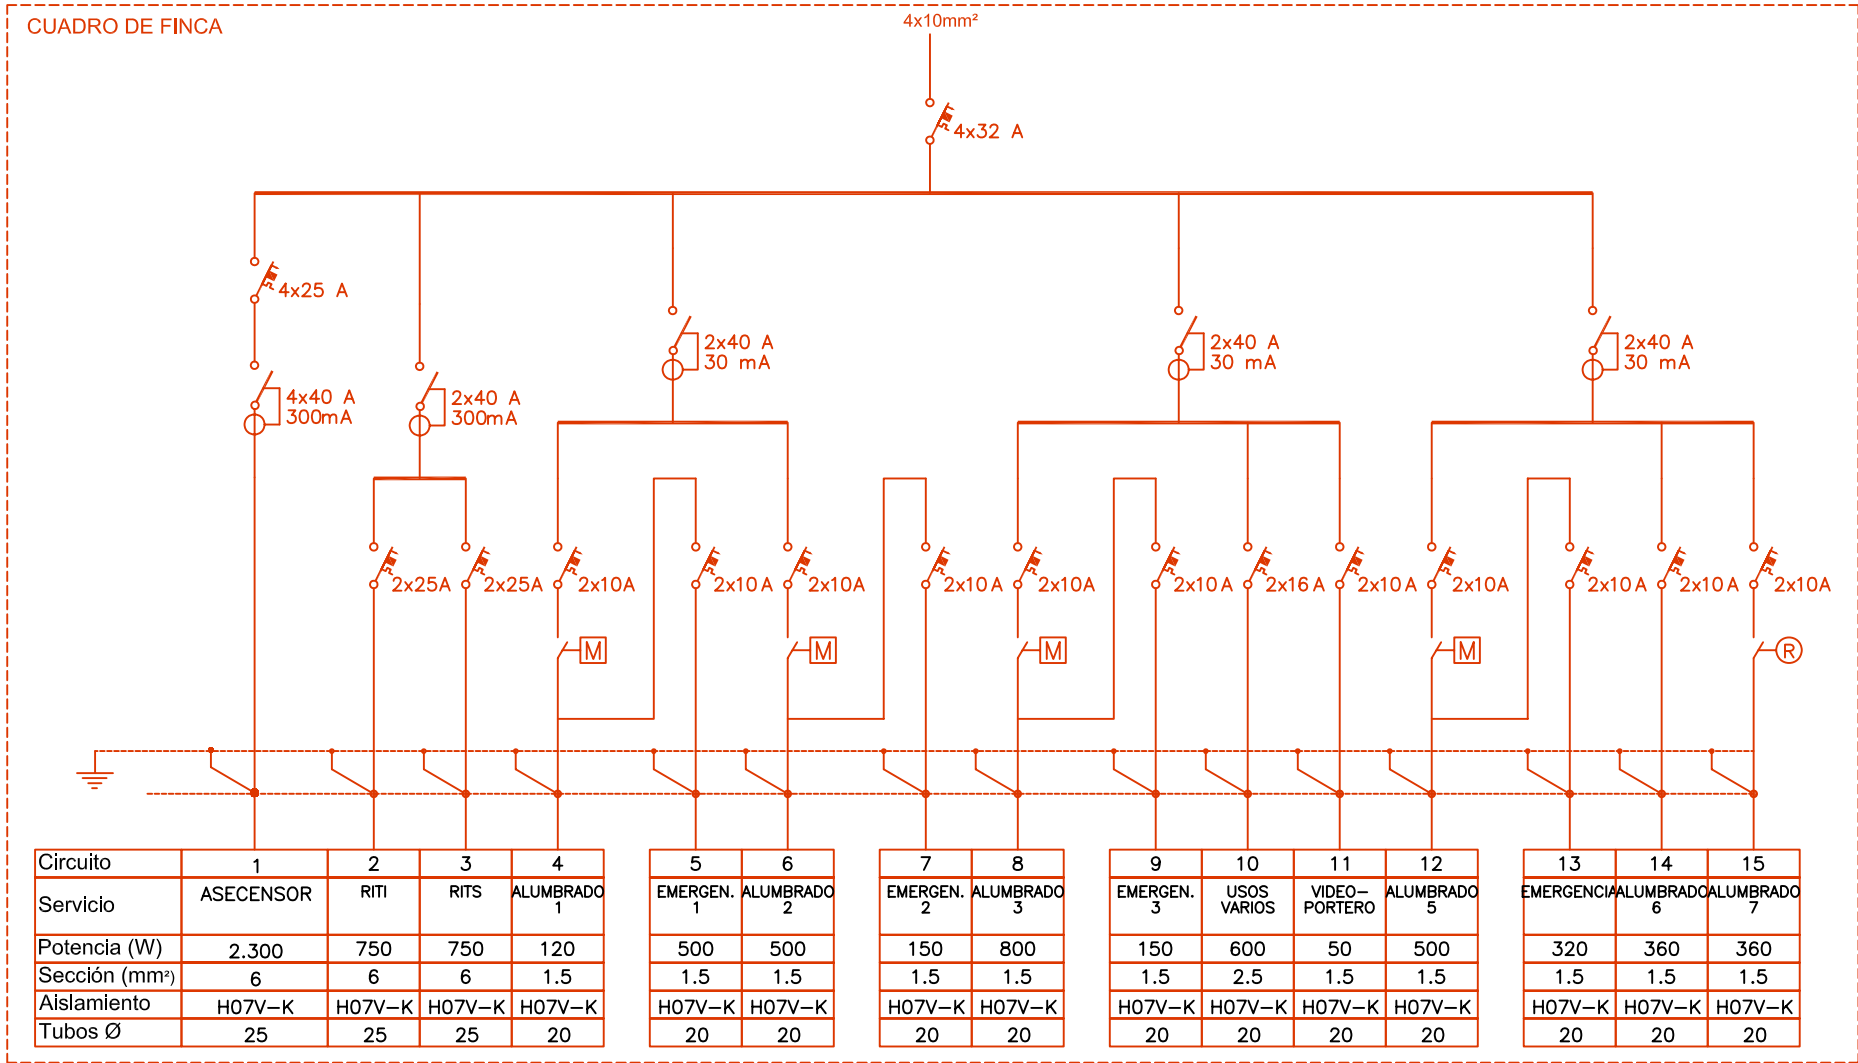 CUADRO DE FINCA
4x10mm²
4x32 A
4x25 A
4x40 A
300mA
2x40 A
300mA
2x40 A
30 mA
2x40 A
30 mA
2x40 A
30 mA
2x25A
2x25A
2x10A
2x10A
2x10A
2x10A
2x10A
2x10A
2x16A
2x10A
2x10A
2x10A
2x10A
2x10A
M
M
M
M
R
Circuito 1 2 3 4 5 6 7 8 9 10 11 12 13 14 15
Servicio
ASECENSOR
RITI
RITS
ALUMBRADO
1
EMERGEN.
1
ALUMBRADO
2
EMERGEN.
2
ALUMBRADO
3
EMERGEN.
3
USOS
VARIOS
VIDEO-
PORTERO
ALUMBRADO
5
EMERGENCIA
ALUMBRADO
6
ALUMBRADO
7
Potencia (W) 2.300 750 750 120 500 500 150 800 150 600 50 500 320 360 360
Sección (mm²) 6 6 6 1.5 1.5 1.5 1.5 1.5 1.5 2.5 1.5 1.5 1.5 1.5 1.5
Aislamiento H07V-K H07V-K H07V-K H07V-K H07V-K H07V-K H07V-K H07V-K H07V-K H07V-K H07V-K H07V-K H07V-K H07V-K H07V-K
Tubos Ø 25 25 25 20 20 20 20 20 20 20 20 20 20 20 20